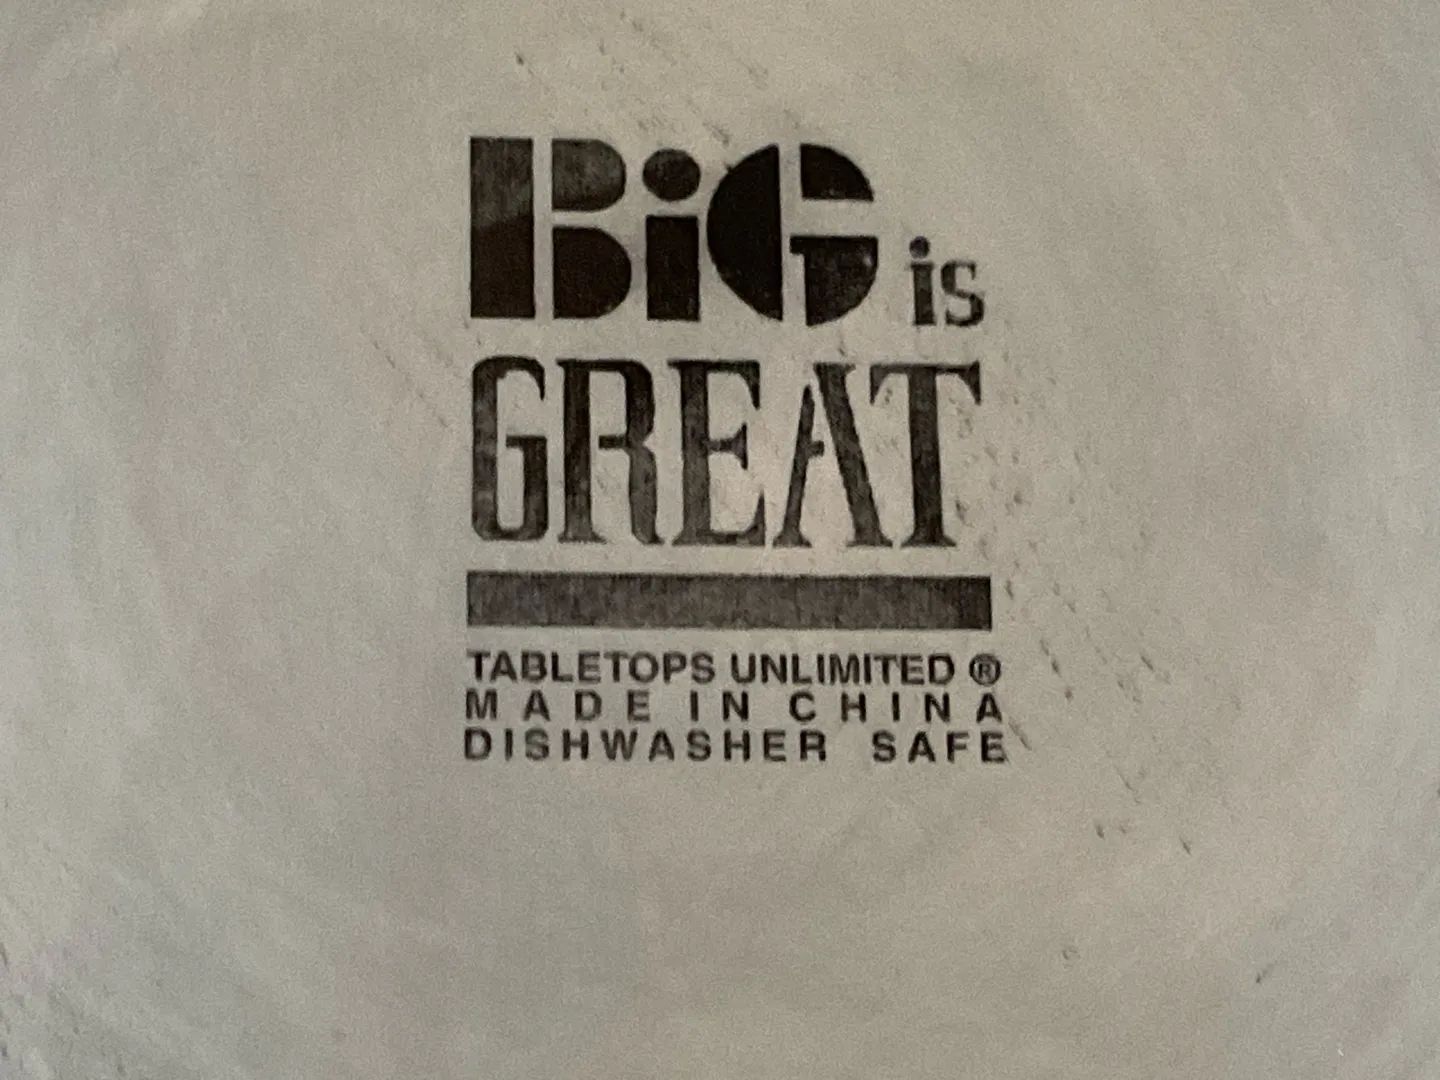 BiG is
GREAT
TABLETOPS UNLIMITED ®
MADE IN CHINA
DISHWASHER SAFE